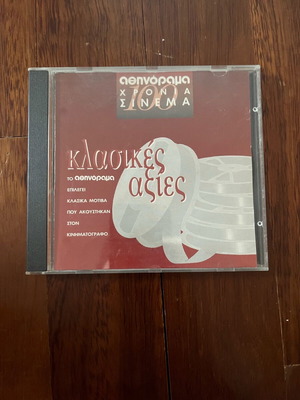 αθηνόραμα
100
ΧΡΟΝΙΑ
ΣΙΝΕΜΑ
κλασικές
αξίες
ΤΟ αθηνόραμα
ΕΠΙΛΕΓΕΙ
ΚΛΑΣΙΚΑ ΜΟΤΙΒΑ
ΠΟΥ ΑΚΟΥΣΤΗΚΑΝ
ΣΤΟΝ
ΚΙΝΗΜΑΤΟΓΡΑΦΟ